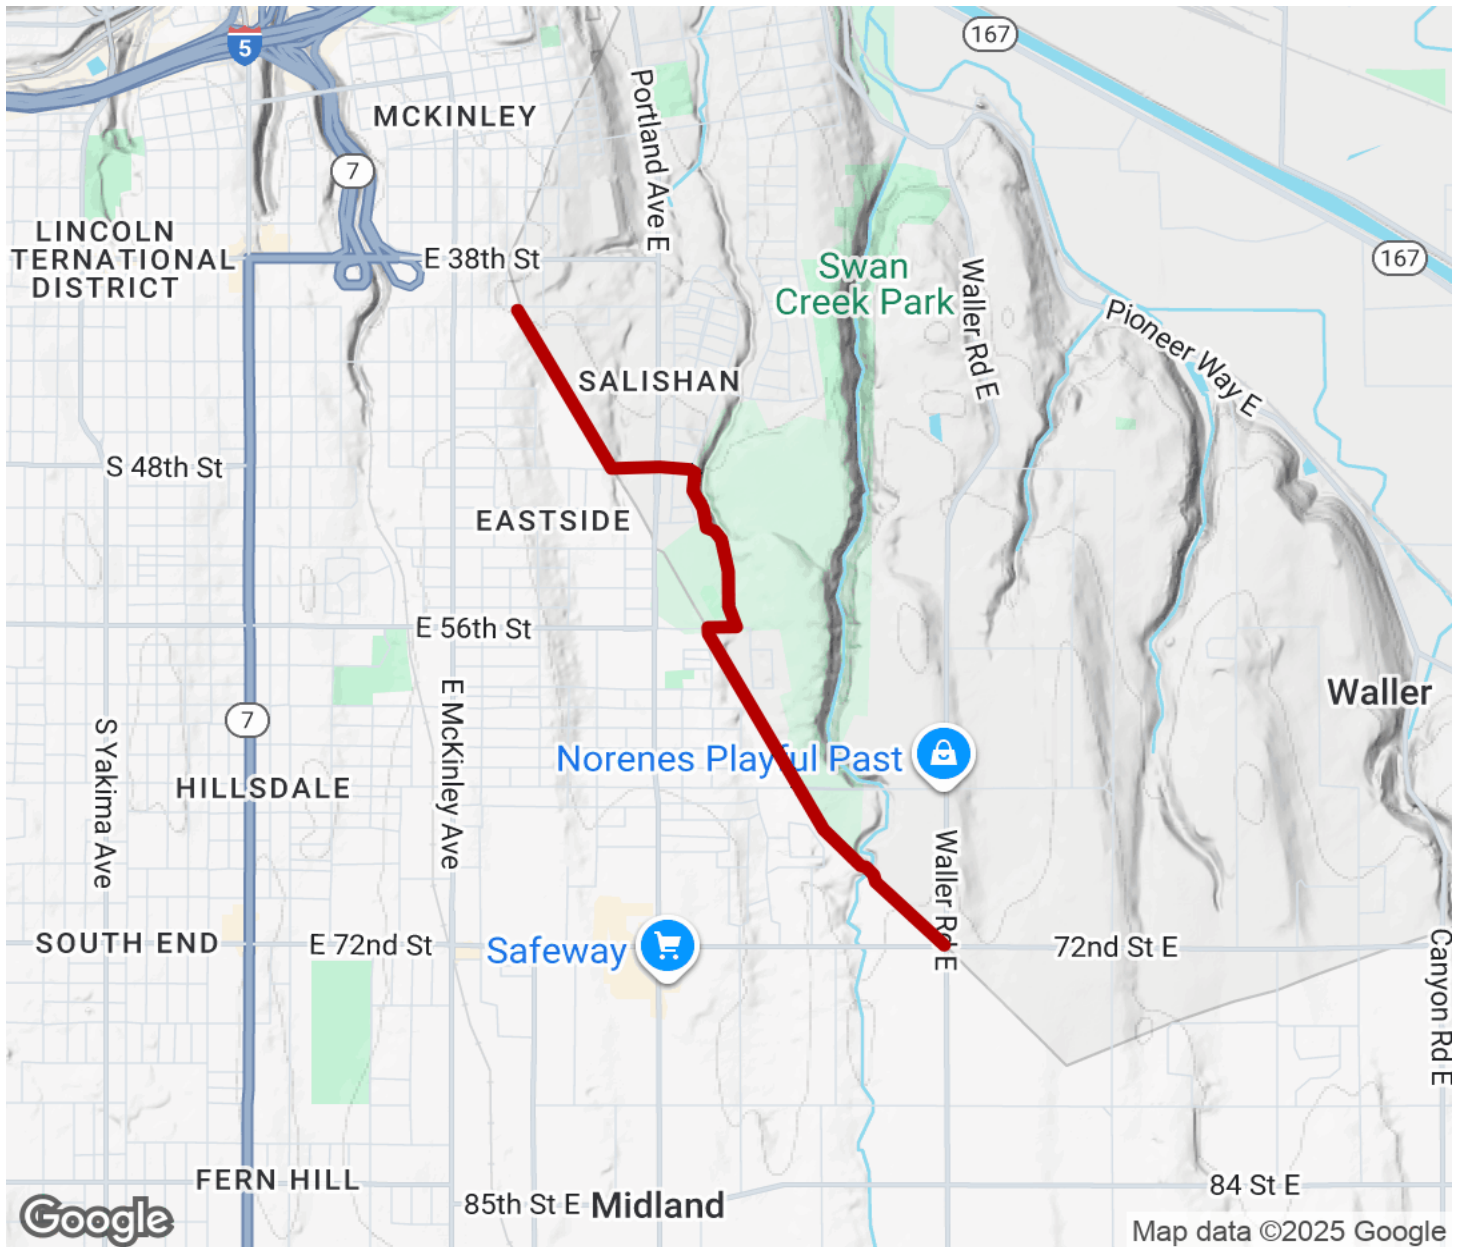 167
5
MCKINLEY
Portland Ave E
7
LINCOLN
TERNATIONAL
DISTRICT
E 38th St
Swan
Creek Park
Waller Rd E
167
Pioneer Way E
SALISHAN
S 48th St
EASTSIDE
E 56th St
Waller
7
E McKinley Ave
S Yakima Ave
Norenes Playful Past
HILLSDALE
Waller Rd E
SOUTH END
E 72nd St
Safeway
72nd St E
Canyon Rd E
FERN HILL
85th St E
Midland
84 St E
Google
Map data ©2025 Google